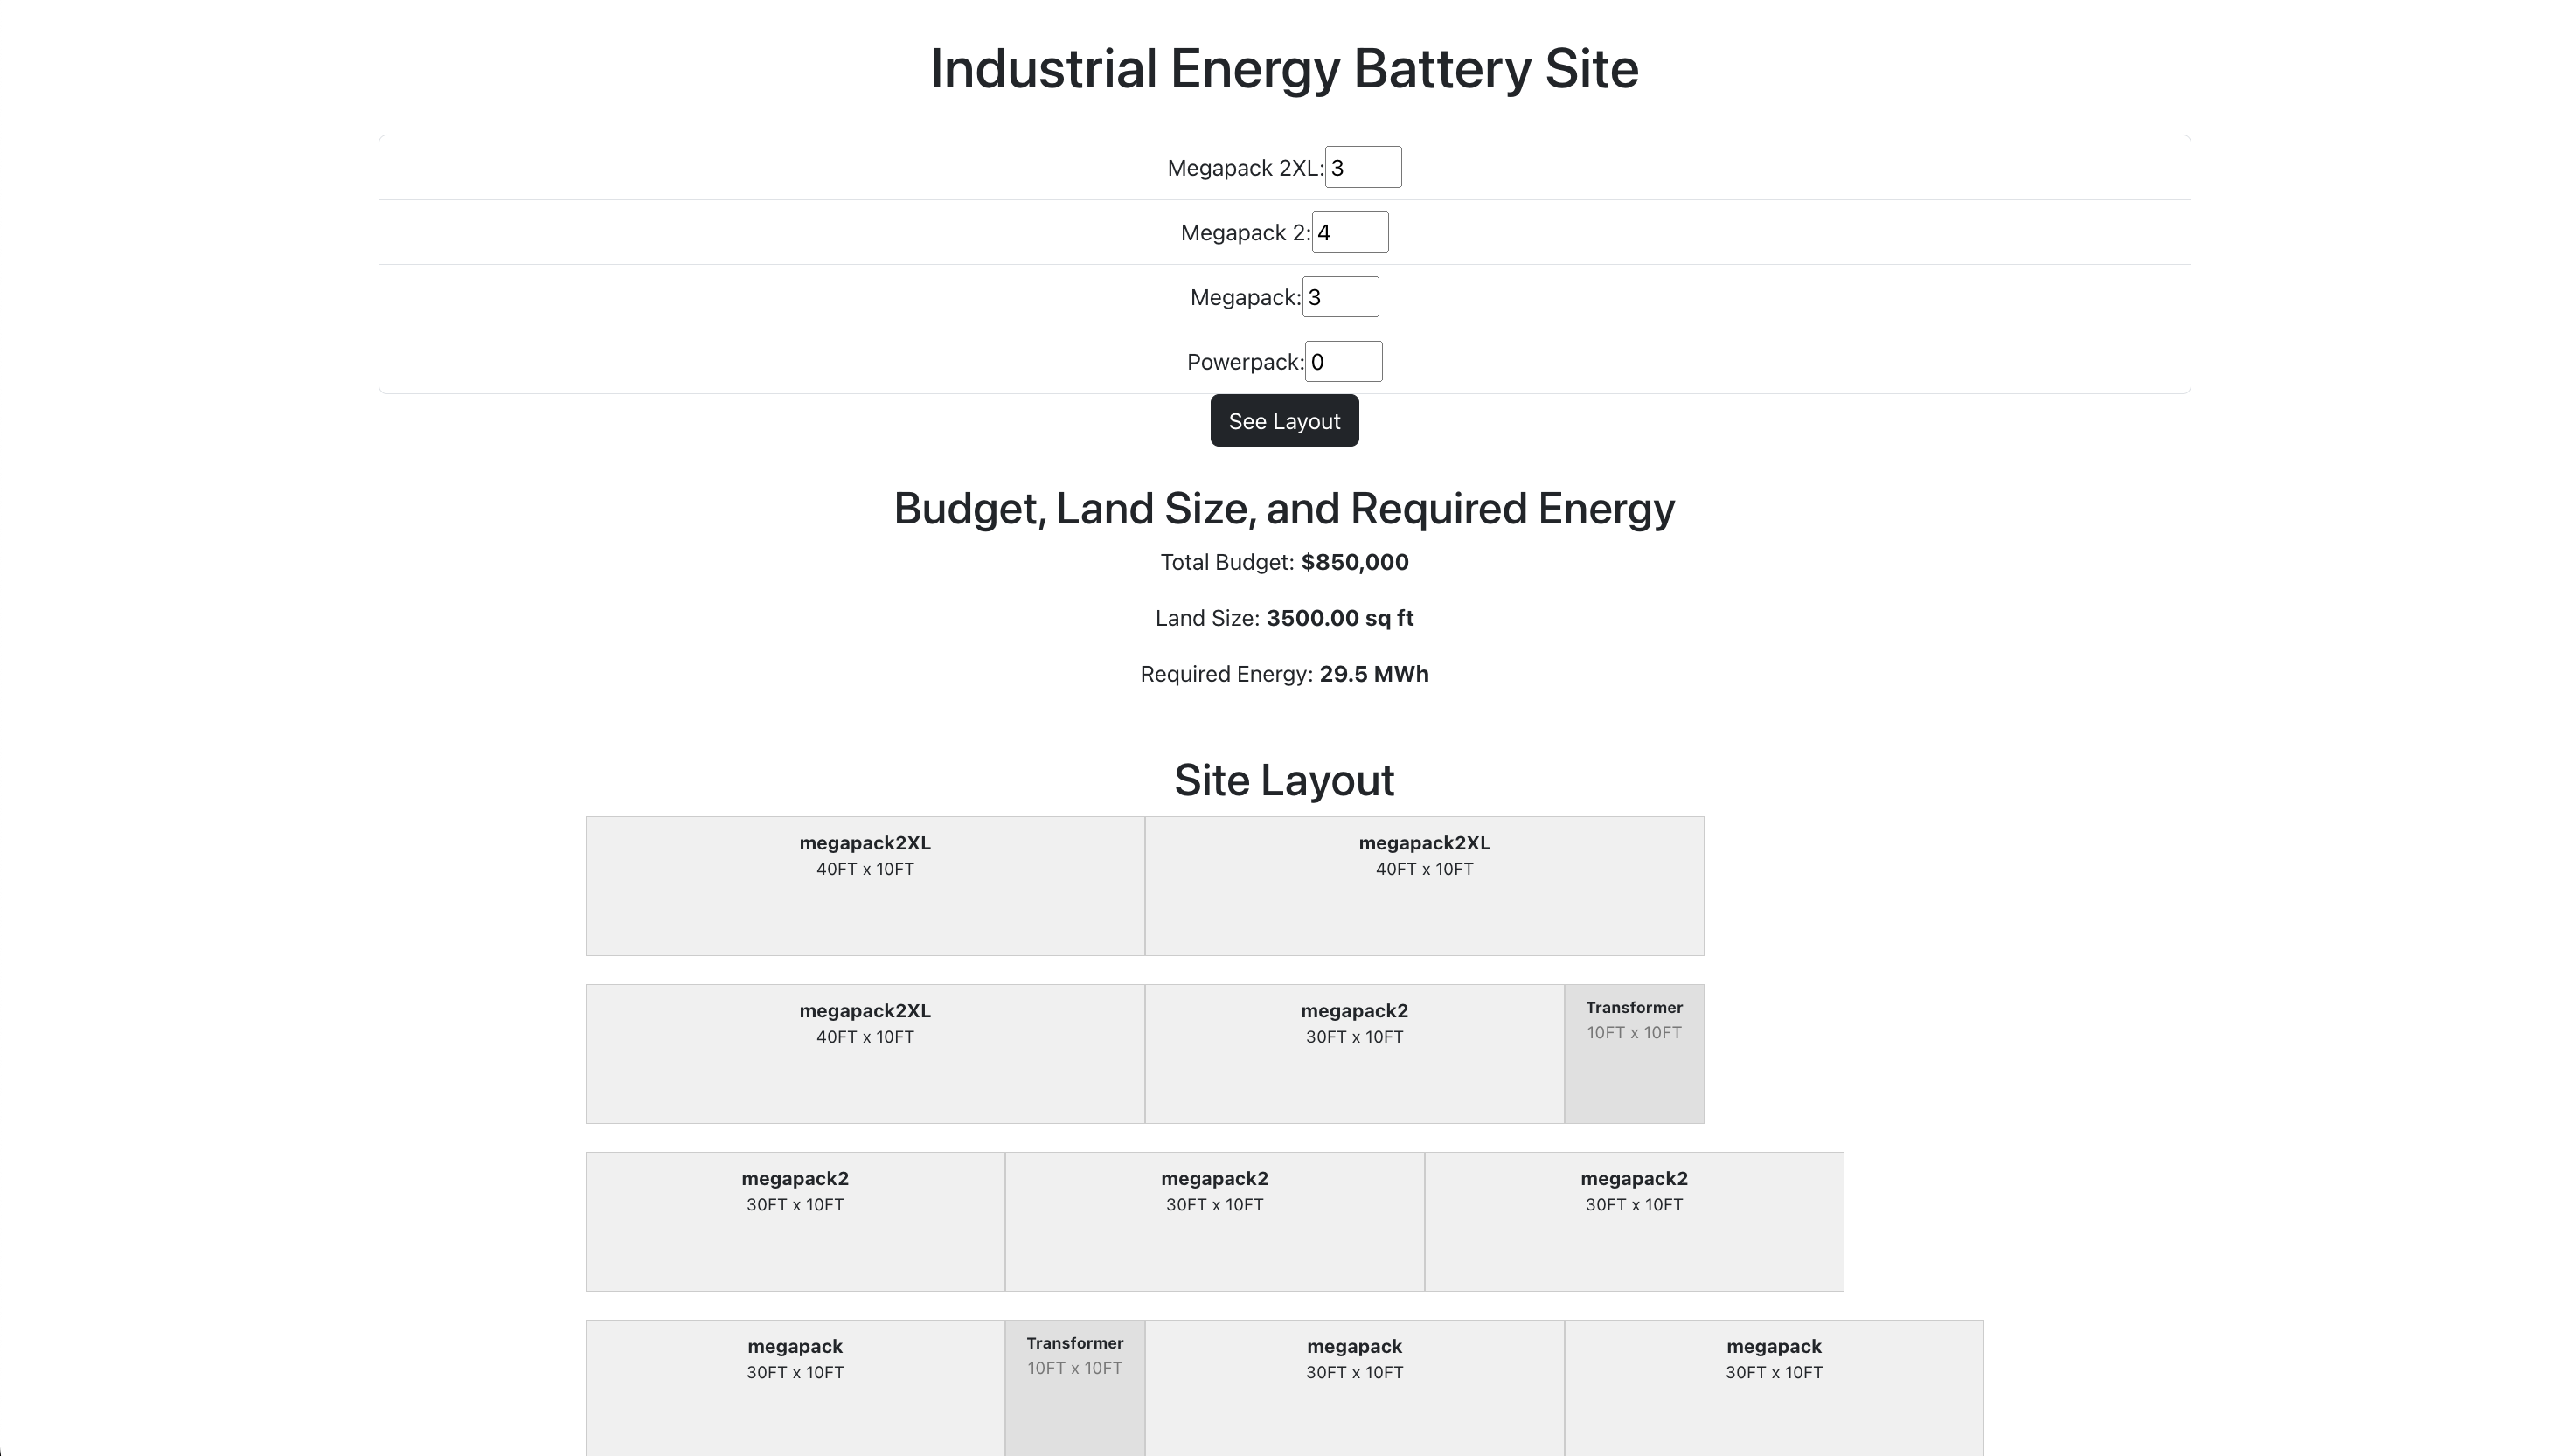 Industrial Energy Battery Site
Megapack 2XL: 3
Megapack 2: 4
Megapack: 3
Powerpack: 0
See Layout
Budget, Land Size, and Required Energy
Total Budget: $850,000
Land Size: 3500.00 sq ft
Required Energy: 29.5 MWh
Site Layout
megapack2XL megapack2XL
40FT x 10FT 40FT x 10FT
megapack2XL megapack2 Transformer
40FT x 10FT 30FT x 10FT 10FT x 10FT
megapack2 megapack2 megapack2
30FT x 10FT 30FT x 10FT 30FT x 10FT
megapack Transformer megapack megapack
30FT x 10FT 10FT x 10FT 30FT x 10FT 30FT x 10FT